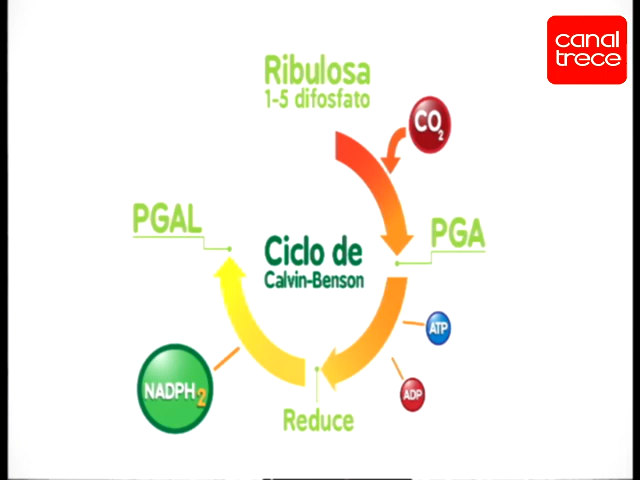 canal
trece
Ribulosa
1-5 difosfato
CO2
PGAL
PGA
Ciclo de
Calvin-Benson
ATP
NADPH2
ADP
Reduce